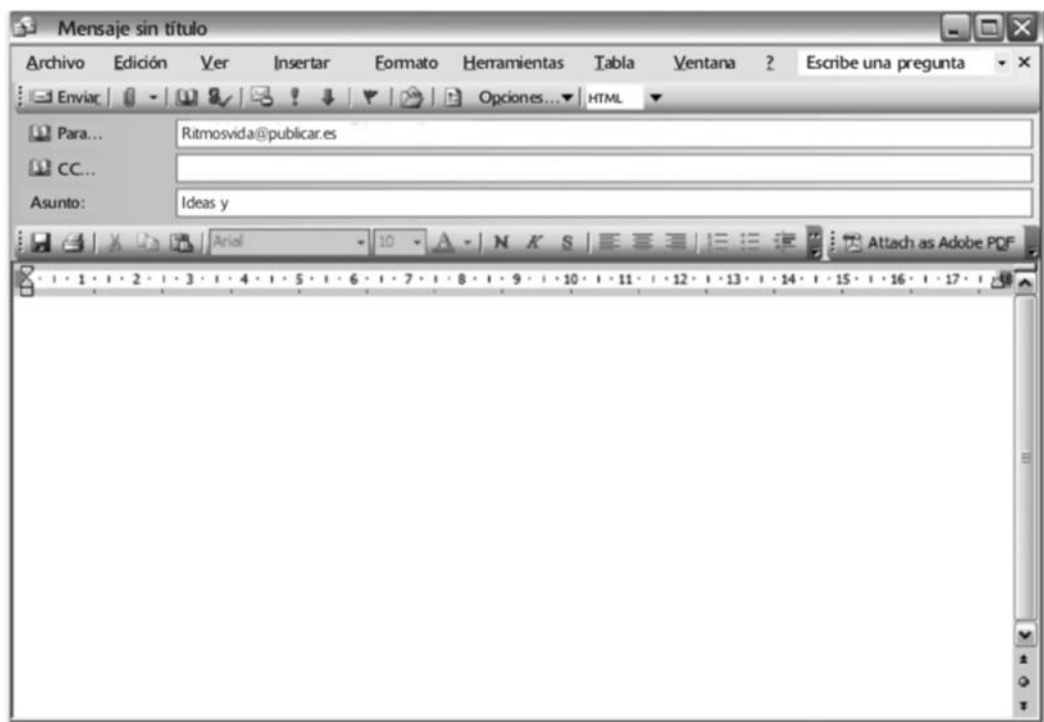 Mensaje sin título
Archivo Edición Ver Insertar Formato Herramientas Tabla Ventana ? Escribe una pregunta
Enviar Opciones... HTML
Para... Ritmosvida@publicar.es
CC...
Asunto: Ideas y
Arial 10 A N K S Attach as Adobe PDF
1 2 3 4 5 6 7 8 9 10 11 12 13 14 15 16 17 18